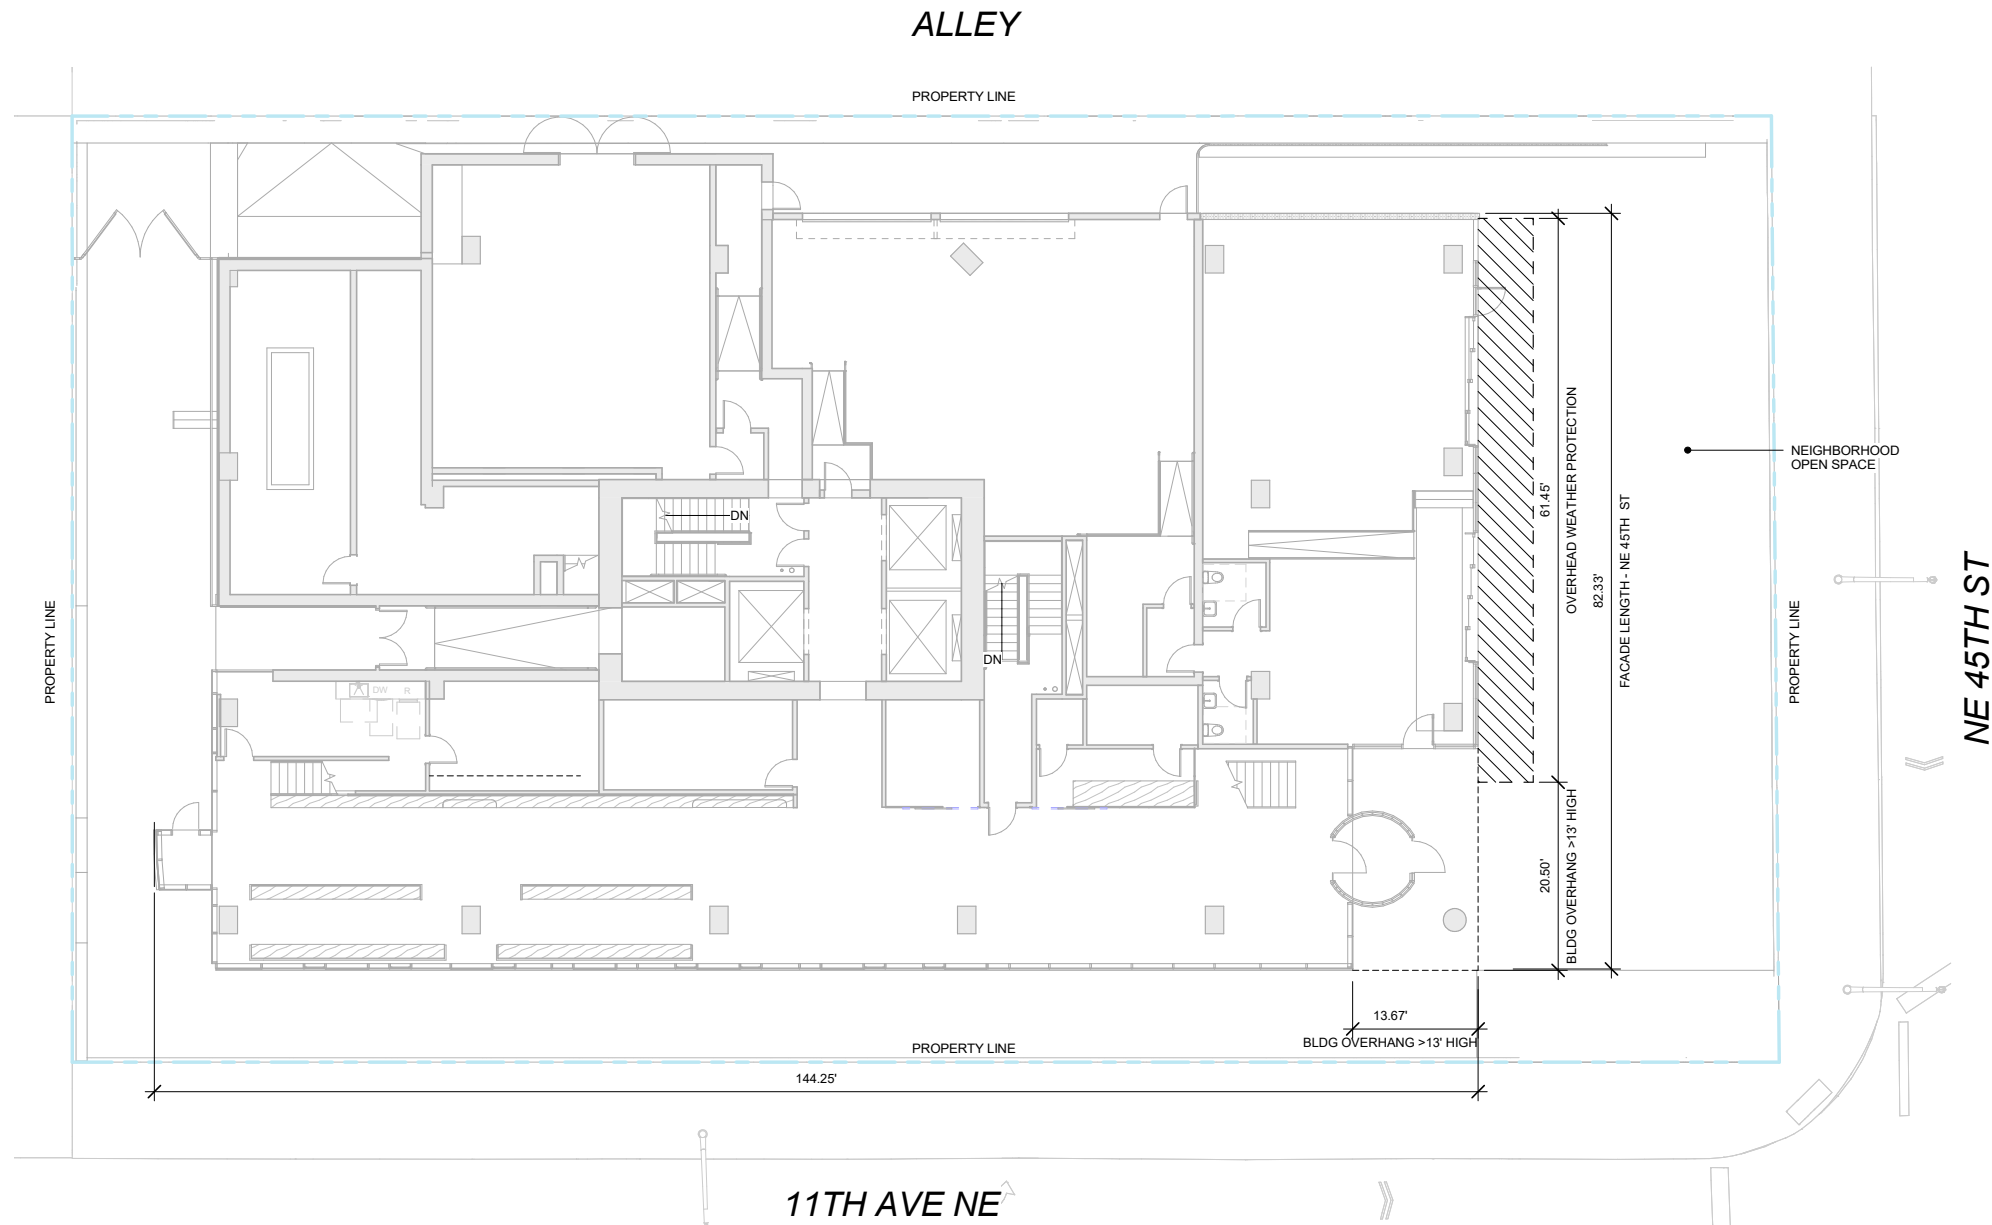 ALLEY
PROPERTY LINE
DN
DN
DW
R
61.45'
OVERHEAD WEATHER PROTECTION
82.33'
FACADE LENGTH - NE 45TH ST
NEIGHBORHOOD
OPEN SPACE
PROPERTY LINE
PROPERTY LINE
NE 45TH ST
20.50'
BLDG OVERHANG >13' HIGH
13.67'
BLDG OVERHANG >13' HIGH
PROPERTY LINE
144.25'
11TH AVE NE